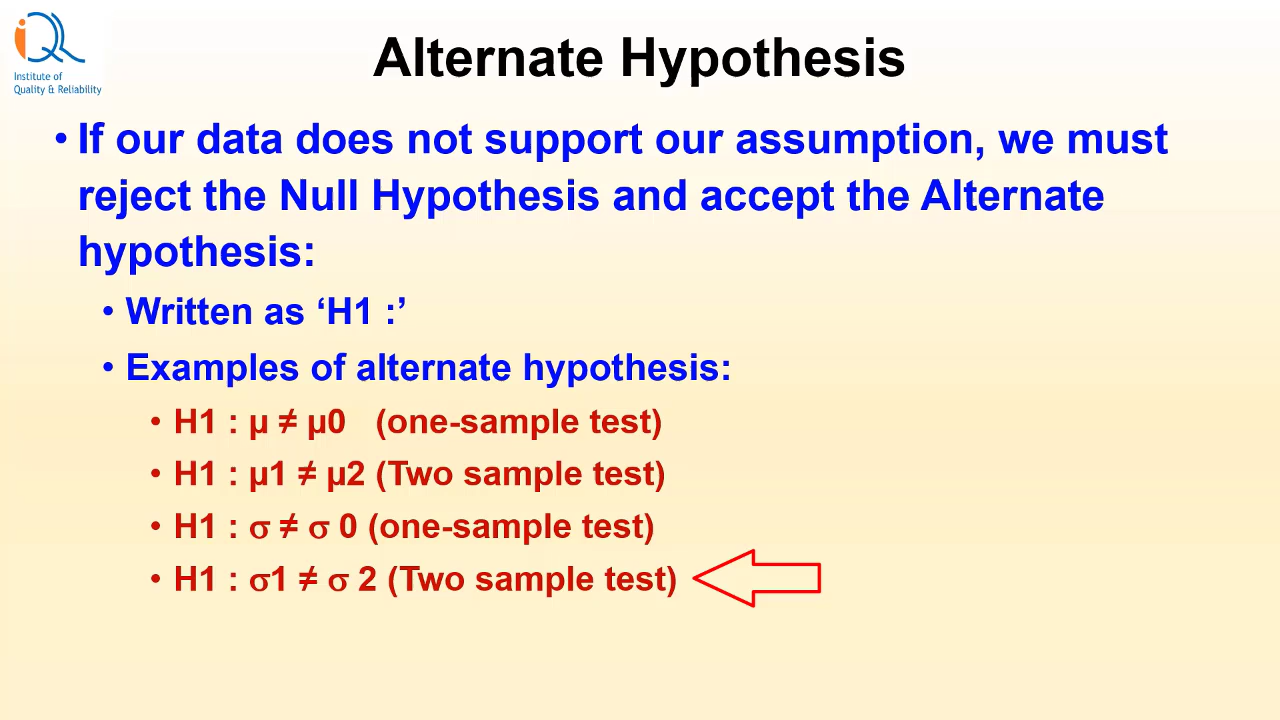 iQL
Institute of
Quality & Reliability
Alternate Hypothesis
• If our data does not support our assumption, we must
reject the Null Hypothesis and accept the Alternate
hypothesis:
• Written as ‘H1 :’
• Examples of alternate hypothesis:
• H1 : µ ≠ µ0 (one-sample test)
• H1 : µ1 ≠ µ2 (Two sample test)
• H1 : σ ≠ σ 0 (one-sample test)
• H1 : σ1 ≠ σ 2 (Two sample test)